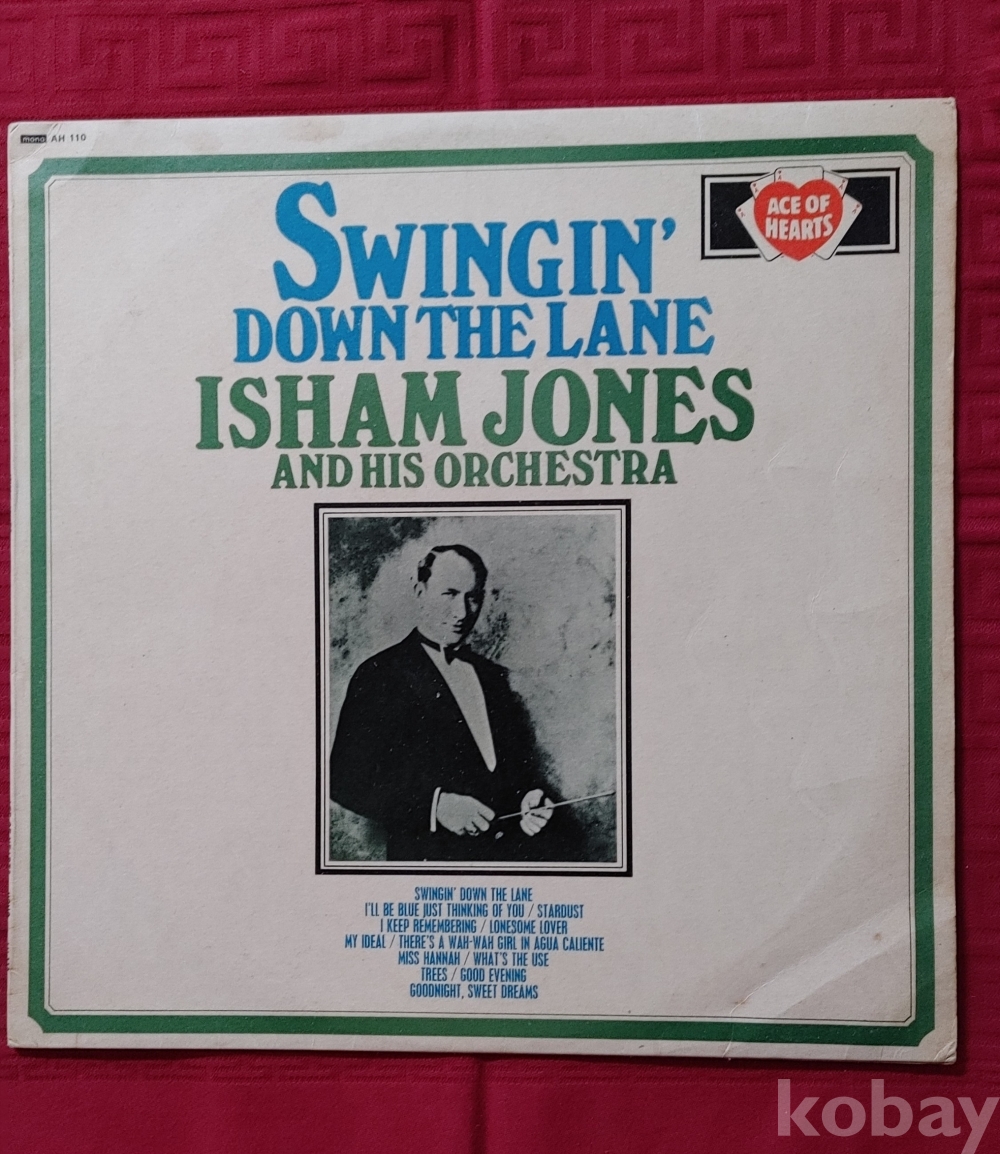 mono AH 110
ACE OF
HEARTS
SWINGIN'
DOWN THE LANE
ISHAM JONES
AND HIS ORCHESTRA
SWINGIN' DOWN THE LANE
I'LL BE BLUE JUST THINKING OF YOU / STARDUST
I KEEP REMEMBERING / LONESOME LOVER
MY IDEAL / THERE'S A WAH-WAH GIRL IN AGUA CALIENTE
MISS HANNAH / WHAT'S THE USE
TREES / GOOD EVENING
GOODNIGHT, SWEET DREAMS
kobay